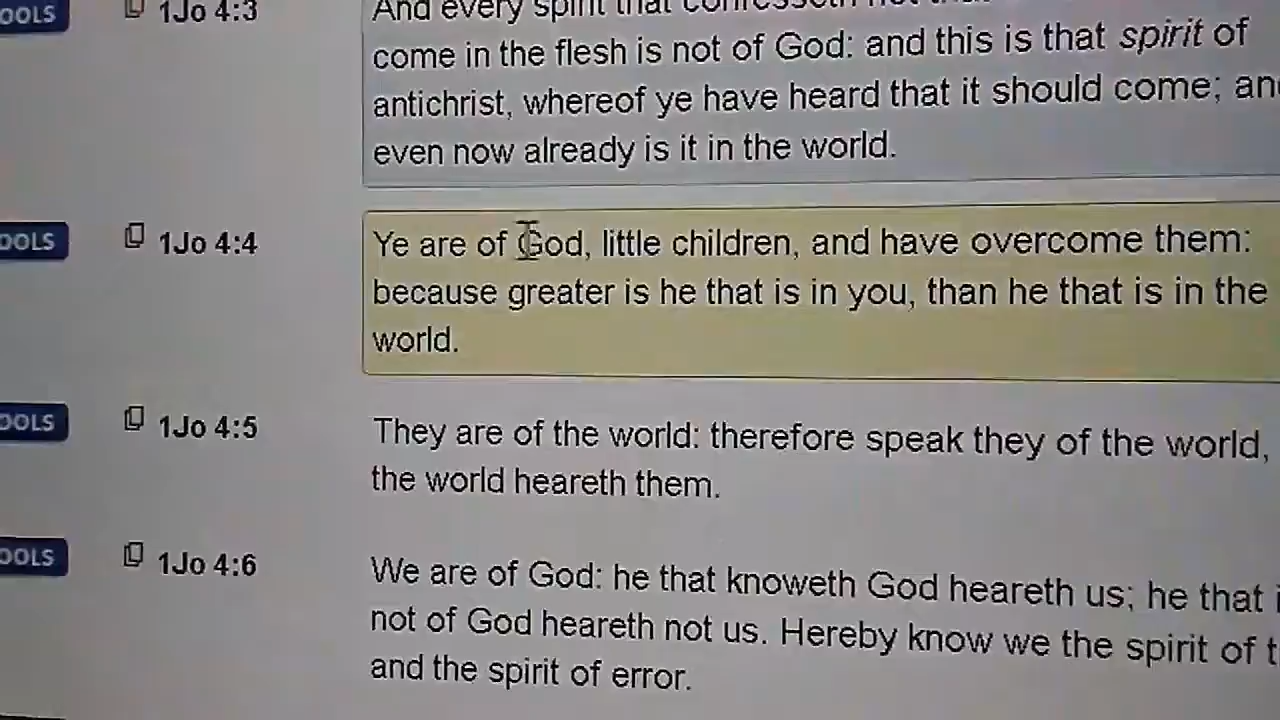 OOLS 1Jo 4:3 And every spirit that confesseth not
come in the flesh is not of God: and this is that spirit of
antichrist, whereof ye have heard that it should come; and
even now already is it in the world.
OOLS 1Jo 4:4 Ye are of God, little children, and have overcome them:
because greater is he that is in you, than he that is in the
world.
OOLS 1Jo 4:5 They are of the world: therefore speak they of the world,
the world heareth them.
OOLS 1Jo 4:6 We are of God: he that knoweth God heareth us; he that
not of God heareth not us. Hereby know we the spirit of
and the spirit of error.